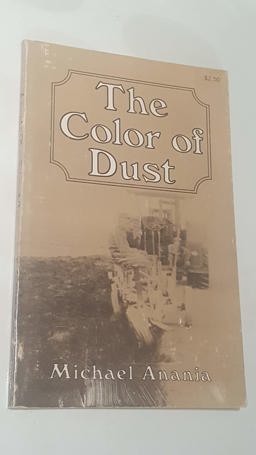 $2.50
The
Color of
Dust
Michael Anania